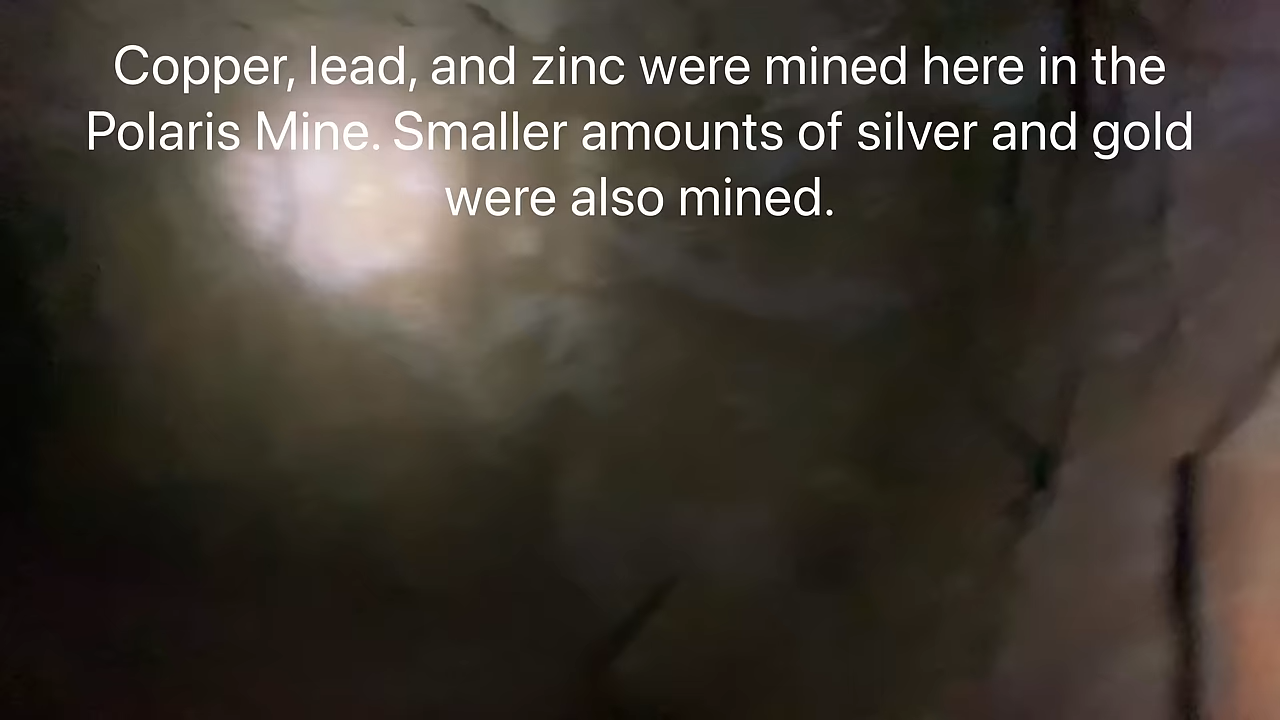 Copper, lead, and zinc were mined here in the
Polaris Mine. Smaller amounts of silver and gold
were also mined.